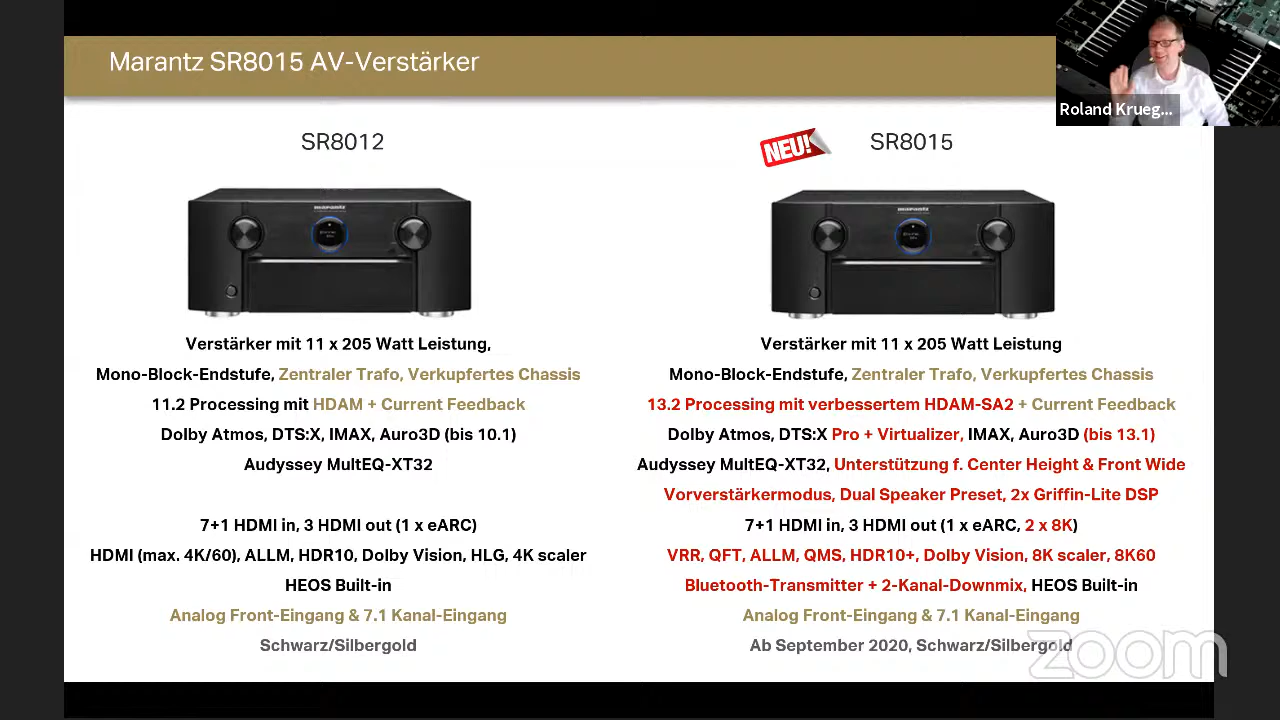 Marantz SR8015 AV-Verstärker
Roland Krueg...
SR8012
NEU!
SR8015
marantz
marantz
Verstärker mit 11 x 205 Watt Leistung,
Mono-Block-Endstufe, Zentraler Trafo, Verkupfertes Chassis
11.2 Processing mit HDAM + Current Feedback
Dolby Atmos, DTS:X, IMAX, Auro3D (bis 10.1)
Audyssey MultEQ-XT32
7+1 HDMI in, 3 HDMI out (1 x eARC)
HDMI (max. 4K/60), ALLM, HDR10, Dolby Vision, HLG, 4K scaler
HEOS Built-in
Analog Front-Eingang & 7.1 Kanal-Eingang
Schwarz/Silbergold
Verstärker mit 11 x 205 Watt Leistung
Mono-Block-Endstufe, Zentraler Trafo, Verkupfertes Chassis
13.2 Processing mit verbessertem HDAM-SA2 + Current Feedback
Dolby Atmos, DTS:X Pro + Virtualizer, IMAX, Auro3D (bis 13.1)
Audyssey MultEQ-XT32, Unterstützung f. Center Height & Front Wide
Vorverstärkermodus, Dual Speaker Preset, 2x Griffin-Lite DSP
7+1 HDMI in, 3 HDMI out (1 x eARC, 2 x 8K)
VRR, QFT, ALLM, QMS, HDR10+, Dolby Vision, 8K scaler, 8K60
Bluetooth-Transmitter + 2-Kanal-Downmix, HEOS Built-in
Analog Front-Eingang & 7.1 Kanal-Eingang
Ab September 2020, Schwarz/Silbergold
zoom